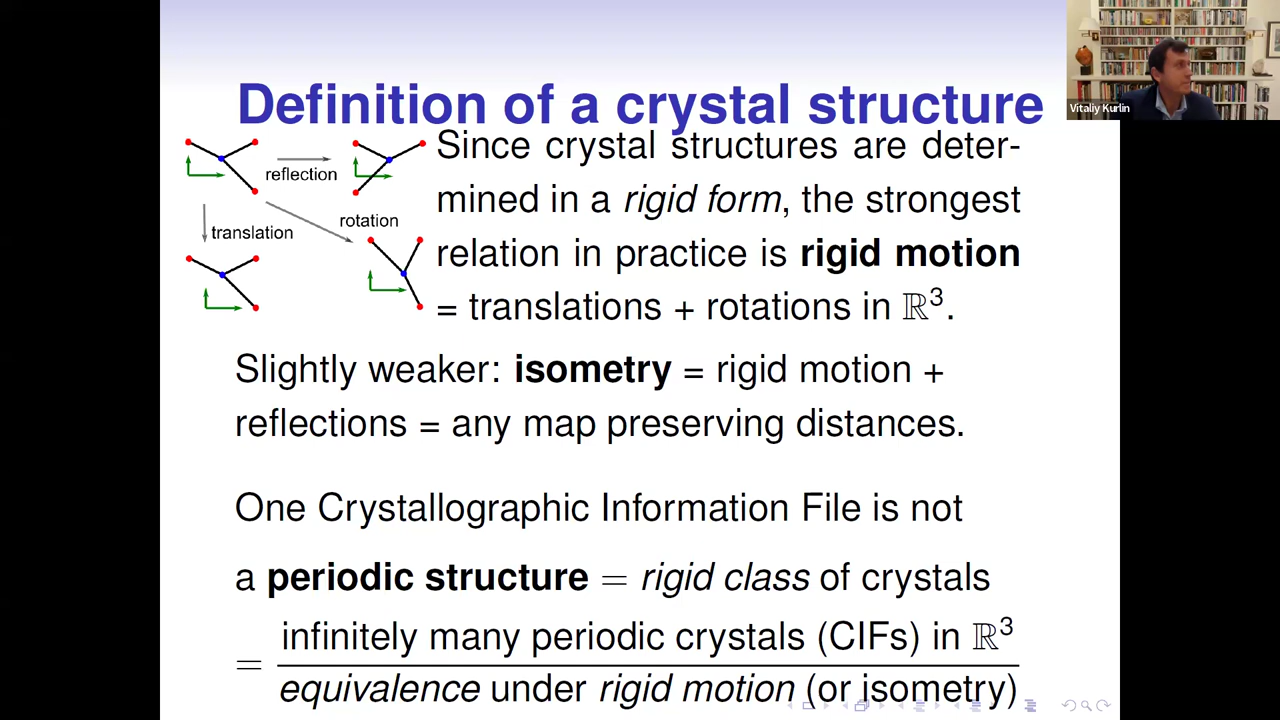 Definition of a crystal structure
Vitaliy Kurlin
reflection
translation
rotation
Since crystal structures are deter-
mined in a rigid form, the strongest
relation in practice is rigid motion
= translations + rotations in ℝ³.
Slightly weaker: isometry = rigid motion +
reflections = any map preserving distances.
One Crystallographic Information File is not
a periodic structure = rigid class of crystals
= infinitely many periodic crystals (CIFs) in ℝ³
equivalence under rigid motion (or isometry)